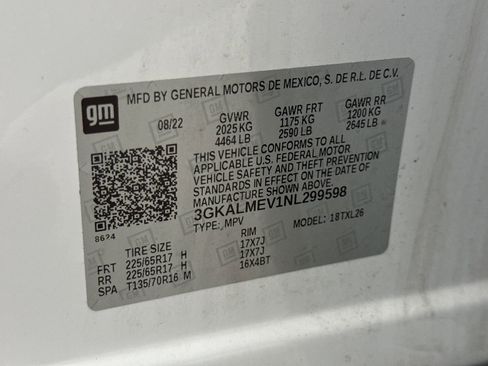 MFD BY GENERAL MOTORS DE MEXICO, S. DE R.L. DE C.V.
gm
08/22 GVWR GAWR FRT GAWR RR
2025 KG 1175 KG 1200 KG
4464 LB 2590 LB 2645 LB
THIS VEHICLE CONFORMS TO ALL
APPLICABLE U.S. FEDERAL MOTOR
VEHICLE SAFETY AND THEFT
PREVENTION STANDARDS IN
EFFECT ON THE DATE OF
MANUFACTURE SHOWN ABOVE.
3GKALMEV1NL299598
TYPE: MPV MODEL: 18TXL26
8624
TIRE SIZE RIM
FRT 225/65R17 H 17X7J
RR 225/65R17 H 17X7J
SPA T135/70R16 M 16X4BT